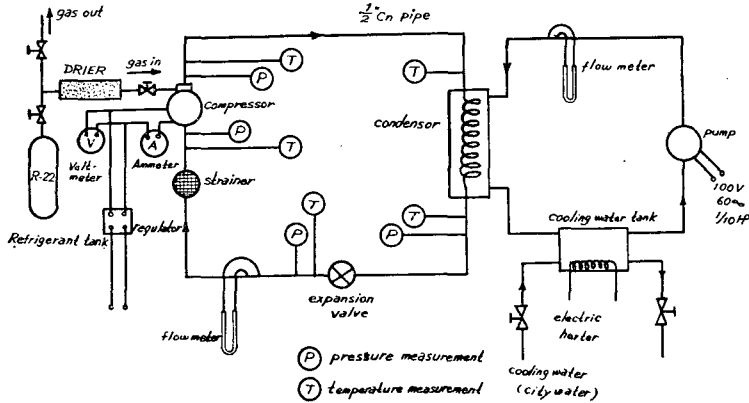 gas out
1/2" Cn pipe
DRIER
gas in
T
P
compressor
V
A
Volt-
meter
Ammeter
P
T
R-22
strainer
Refrigerant tank
regulator
P
T
flow meter
expansion
valve
T
condensor
T
P
flow meter
pump
100V
60~
1/10 HP
cooling water tank
electric
heater
cooling water
(city water)
P pressure measurement
T temperature measurement